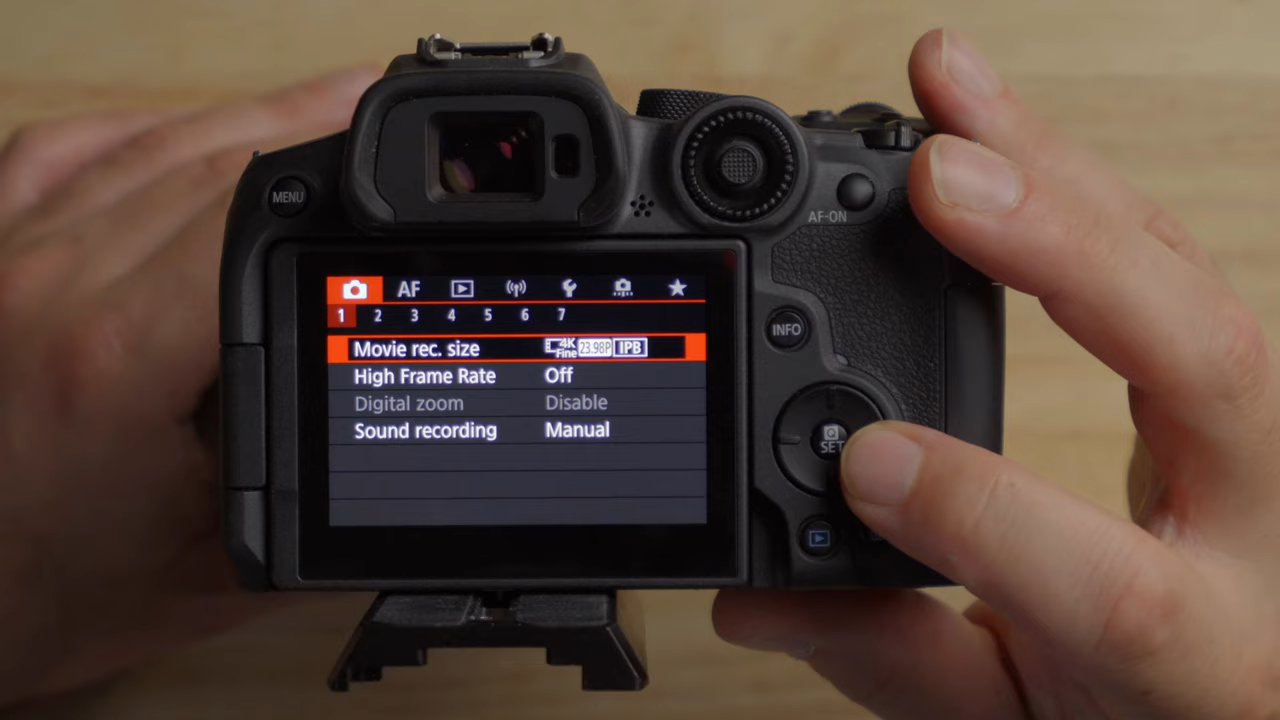 MENU
AF-ON
AF
1 2 3 4 5 6 7
Movie rec. size 4K Fine 23.98P IPB
High Frame Rate Off
Digital zoom Disable
Sound recording Manual
INFO
Q
SET